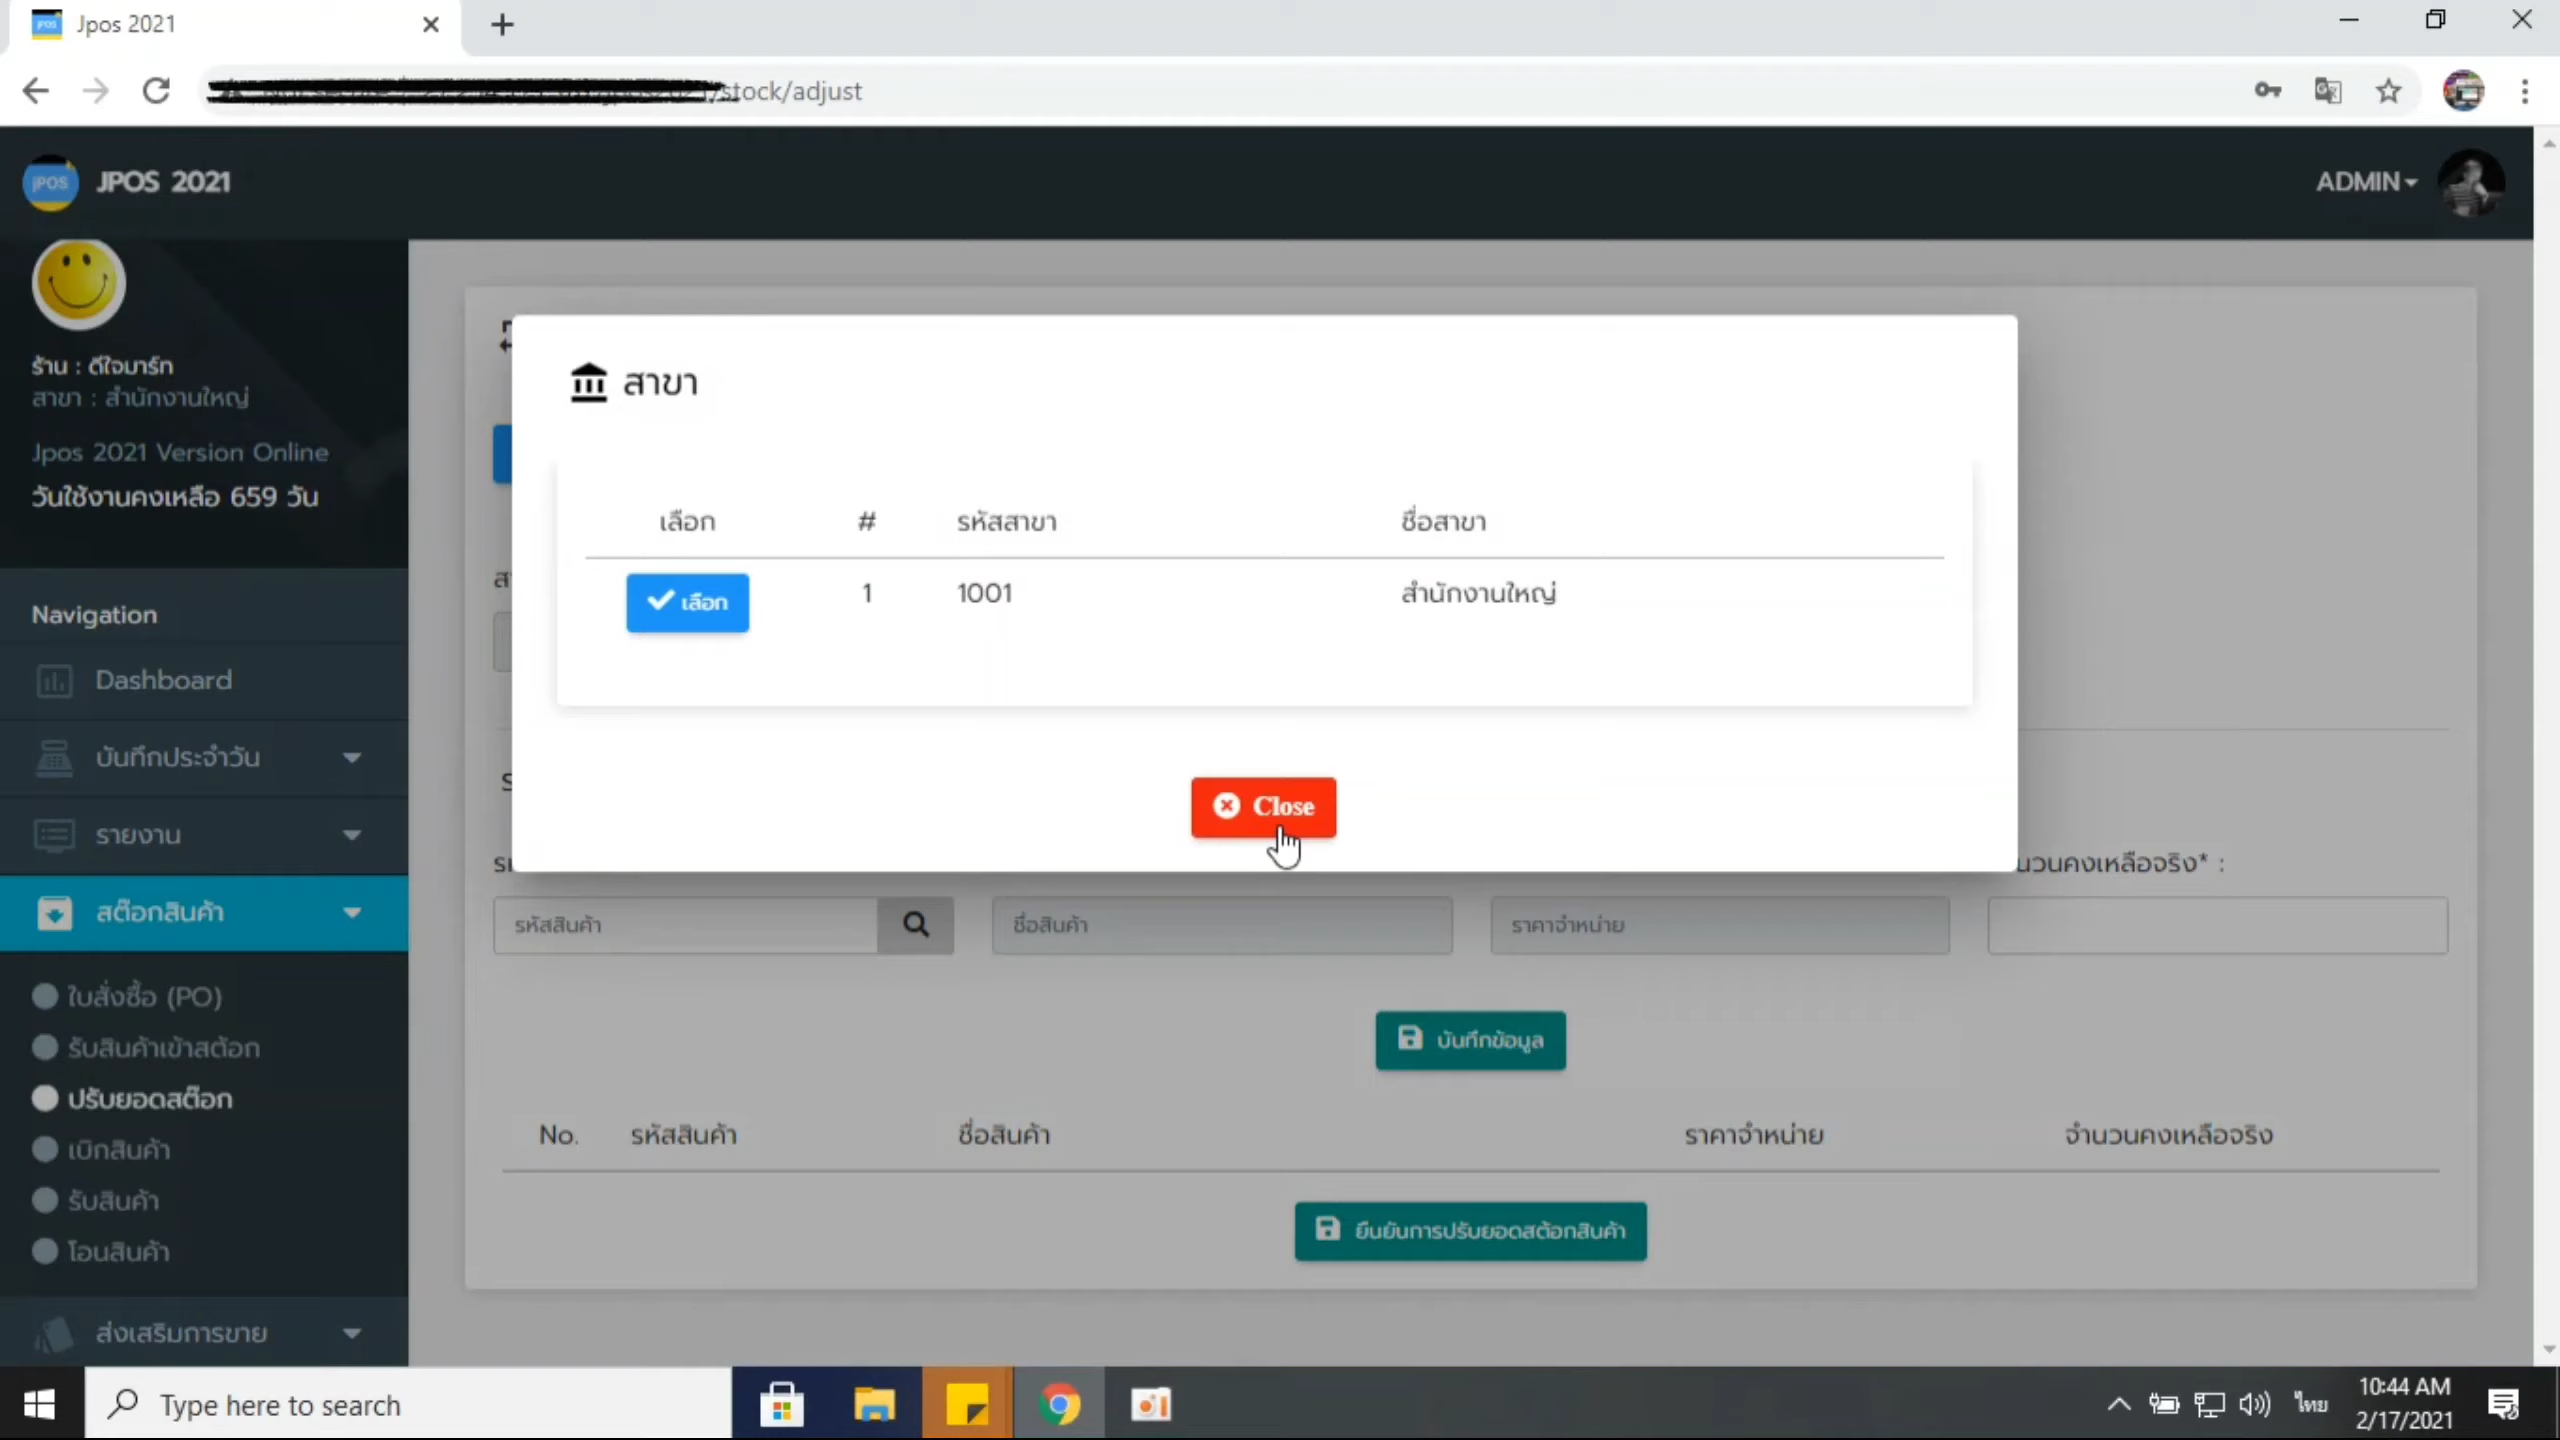 Jpos 2021
/stock/adjust
JPOS JPOS 2021
ADMIN
ร้าน : ดีใจมาร์ท
สาขา : สำนักงานใหญ่
Jpos 2021 Version Online
วันใช้งานคงเหลือ 659 วัน
Navigation
Dashboard
บันทึกประจำวัน
รายงาน
สต๊อกสินค้า
ใบสั่งซื้อ (PO)
รับสินค้าเข้าสต้อก
ปรับยอดสต๊อก
เบิกสินค้า
รับสินค้า
โอนสินค้า
ส่งเสริมการขาย
สาขา
เลือก # รหัสสาขา ชื่อสาขา
เลือก 1 1001 สำนักงานใหญ่
Close
นวนคงเหลือจริง* :
รหัสสินค้า ชื่อสินค้า ราคาจำหน่าย
บันทึกข้อมูล
No. รหัสสินค้า ชื่อสินค้า ราคาจำหน่าย จำนวนคงเหลือจริง
ยืนยันการปรับยอดสต้อกสินค้า
Type here to search
ไทย
10:44 AM
2/17/2021